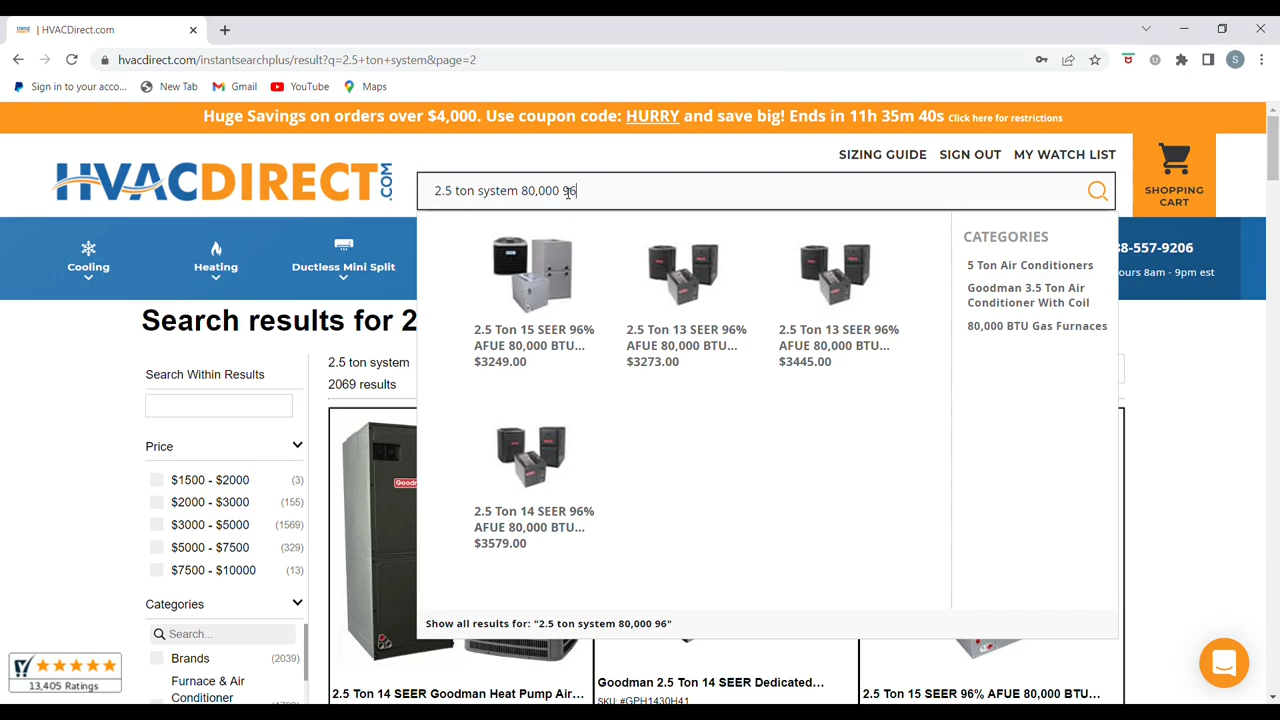 | HVACDirect.com
hvacdirect.com/instantsearchplus/result?q=2.5+ton+system&page=2
S
Sign in to your acco...
New Tab
Gmail
YouTube
Maps
Huge Savings on orders over $4,000. Use coupon code: HURRY and save big! Ends in 11h 35m 40s Click here for restrictions
HVACDIRECT.COM
SIZING GUIDE
SIGN OUT
MY WATCH LIST
SHOPPING
CART
2.5 ton system 80,000 96
Cooling
Heating
Ductless Mini Split
38-557-9206
ours 8am - 9pm est
2.5 Ton 15 SEER 96%
AFUE 80,000 BTU...
$3249.00
2.5 Ton 13 SEER 96%
AFUE 80,000 BTU...
$3273.00
2.5 Ton 13 SEER 96%
AFUE 80,000 BTU...
$3445.00
2.5 Ton 14 SEER 96%
AFUE 80,000 BTU...
$3579.00
CATEGORIES
5 Ton Air Conditioners
Goodman 3.5 Ton Air
Conditioner With Coil
80,000 BTU Gas Furnaces
Show all results for: "2.5 ton system 80,000 96"
Search results for 2
Search Within Results
2.5 ton system
2069 results
Price
$1500 - $2000 (3)
$2000 - $3000 (155)
$3000 - $5000 (1569)
$5000 - $7500 (329)
$7500 - $10000 (13)
Categories
Search...
Brands (2039)
Furnace & Air
Conditioner
2.5 Ton 14 SEER Goodman Heat Pump Air...
Goodman 2.5 Ton 14 SEER Dedicated...
SKU: #GPH1430H41
2.5 Ton 15 SEER 96% AFUE 80,000 BTU...
13,405 Ratings